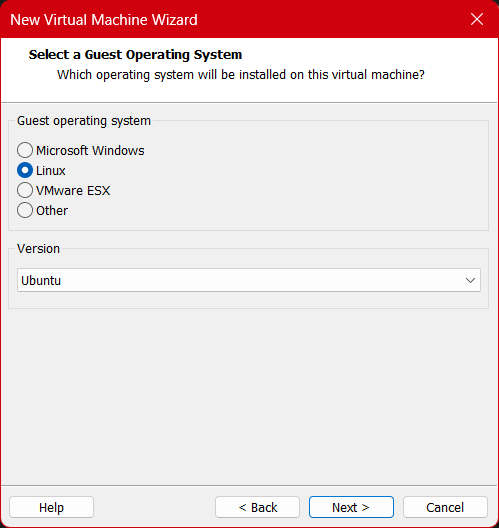 New Virtual Machine Wizard
Select a Guest Operating System
Which operating system will be installed on this virtual machine?
Guest operating system
Microsoft Windows
Linux
VMware ESX
Other
Version
Ubuntu
Help
< Back
Next >
Cancel